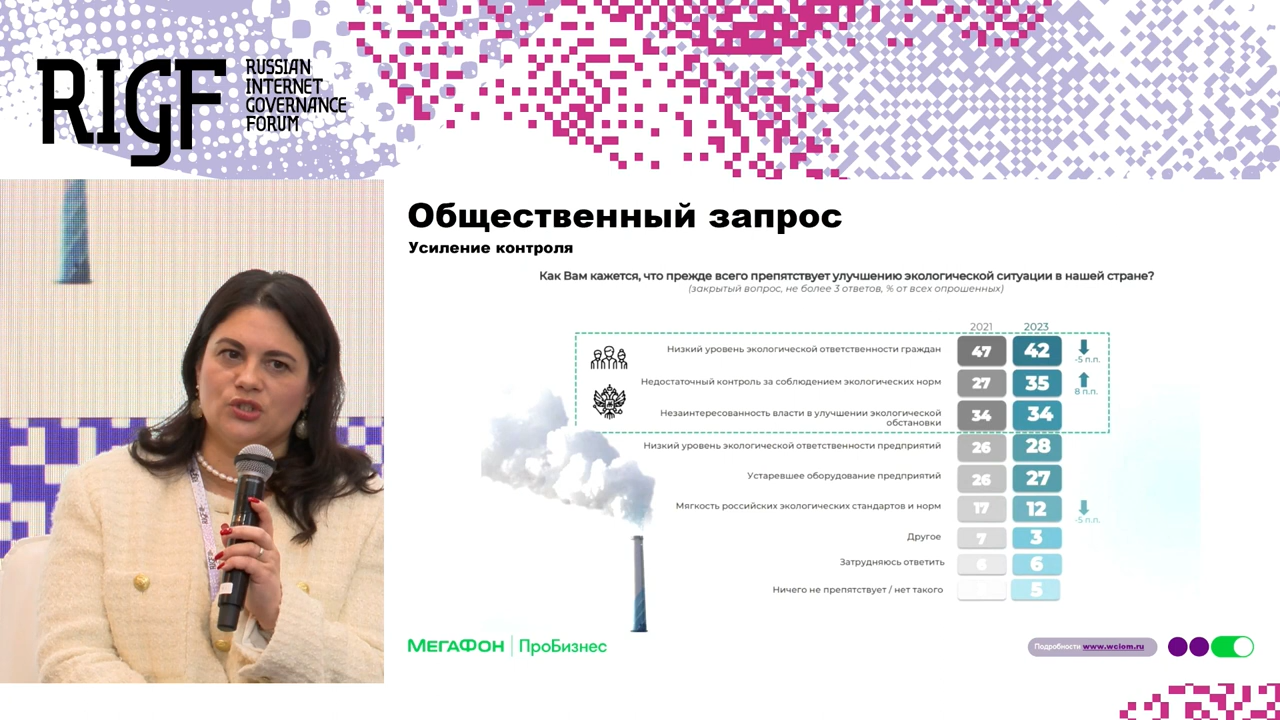 RIGF
RUSSIAN
INTERNET
GOVERNANCE
FORUM
Общественный запрос
Усиление контроля
Как Вам кажется, что прежде всего препятствует улучшению экологической ситуации в нашей стране?
(закрытый вопрос, не более 3 ответов, % от всех опрошенных)
2021 2023
Низкий уровень экологической ответственности граждан 47 42 -5 п.п.
Недостаточный контроль за соблюдением экологических норм 27 35 8 п.п.
Незаинтересованность власти в улучшении экологической
обстановки 34 34
Низкий уровень экологической ответственности предприятий 26 28
Устаревшее оборудование предприятий 26 27
Мягкость российских экологических стандартов и норм 17 12 -5 п.п.
Другое 7 3
Затрудняюсь ответить 6 6
Ничего не препятствует / нет такого 5
МЕГАФОН ПроБизнес
Подробности www.wciom.ru